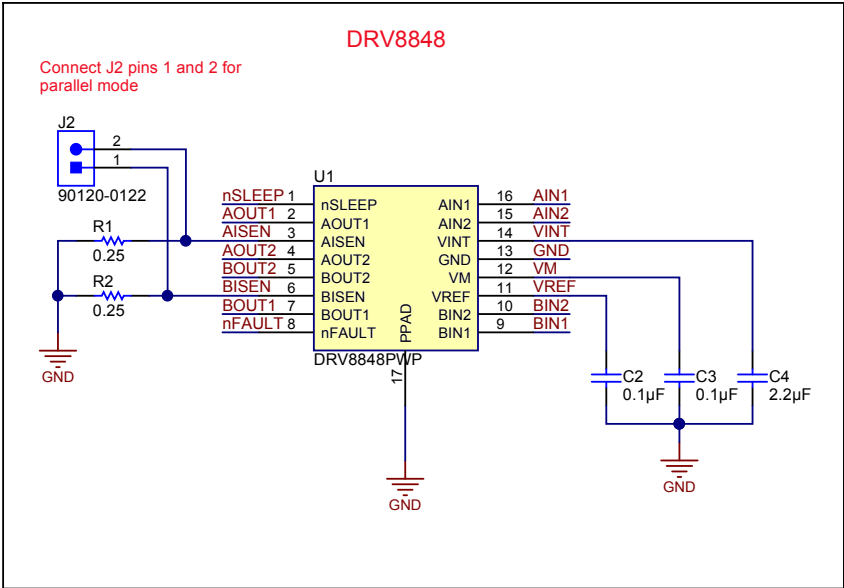 DRV8848
Connect J2 pins 1 and 2 for
parallel mode
J2
2
1
90120-0122
R1
0.25
R2
0.25
GND
U1
nSLEEP 1 nSLEEP AIN1 16 AIN1
AOUT1 2 AOUT1 AIN2 15 AIN2
AISEN 3 AISEN VINT 14 VINT
AOUT2 4 AOUT2 GND 13 GND
BOUT2 5 BOUT2 VM 12 VM
BISEN 6 BISEN VREF 11 VREF
BOUT1 7 BOUT1 BIN2 10 BIN2
nFAULT 8 nFAULT BIN1 9 BIN1
PPAD
DRV8848PWP
17
GND
C2
0.1µF
C3
0.1µF
C4
2.2µF
GND